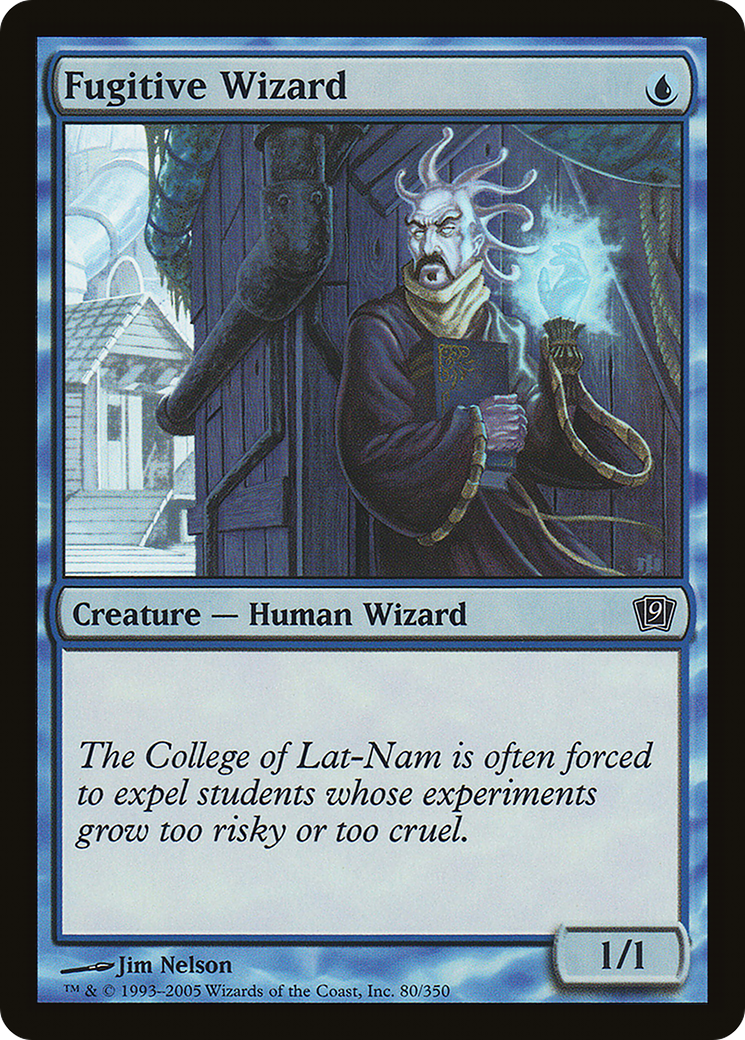 Fugitive Wizard
Creature — Human Wizard
9
The College of Lat-Nam is often forced
to expel students whose experiments
grow too risky or too cruel.
1/1
Jim Nelson
™ & © 1993–2005 Wizards of the Coast, Inc. 80/350